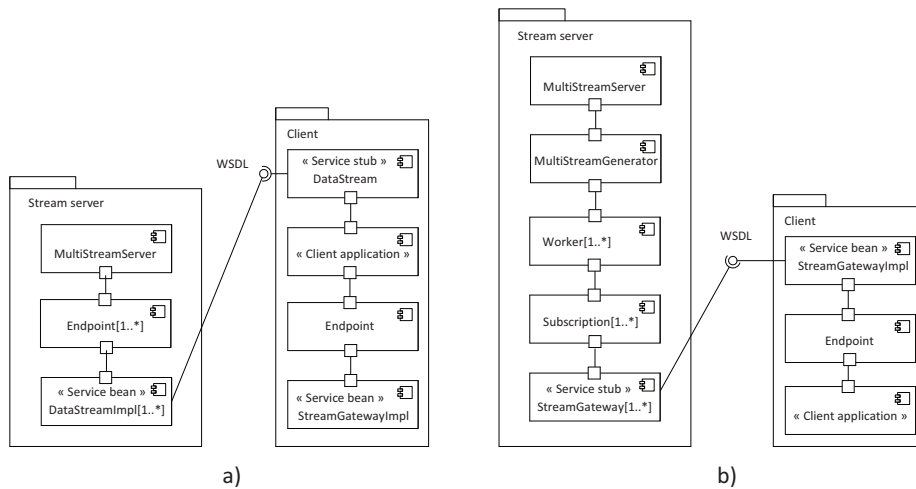 Stream server
MultiStreamServer
Endpoint[1..*]
« Service bean »
DataStreamImpl[1..*]
WSDL
Client
« Service stub »
DataStream
« Client application »
Endpoint
« Service bean »
StreamGatewayImpl
a)
Stream server
MultiStreamServer
MultiStreamGenerator
Worker[1..*]
Subscription[1..*]
« Service stub »
StreamGateway[1..*]
WSDL
Client
« Service bean »
StreamGatewayImpl
Endpoint
« Client application »
b)